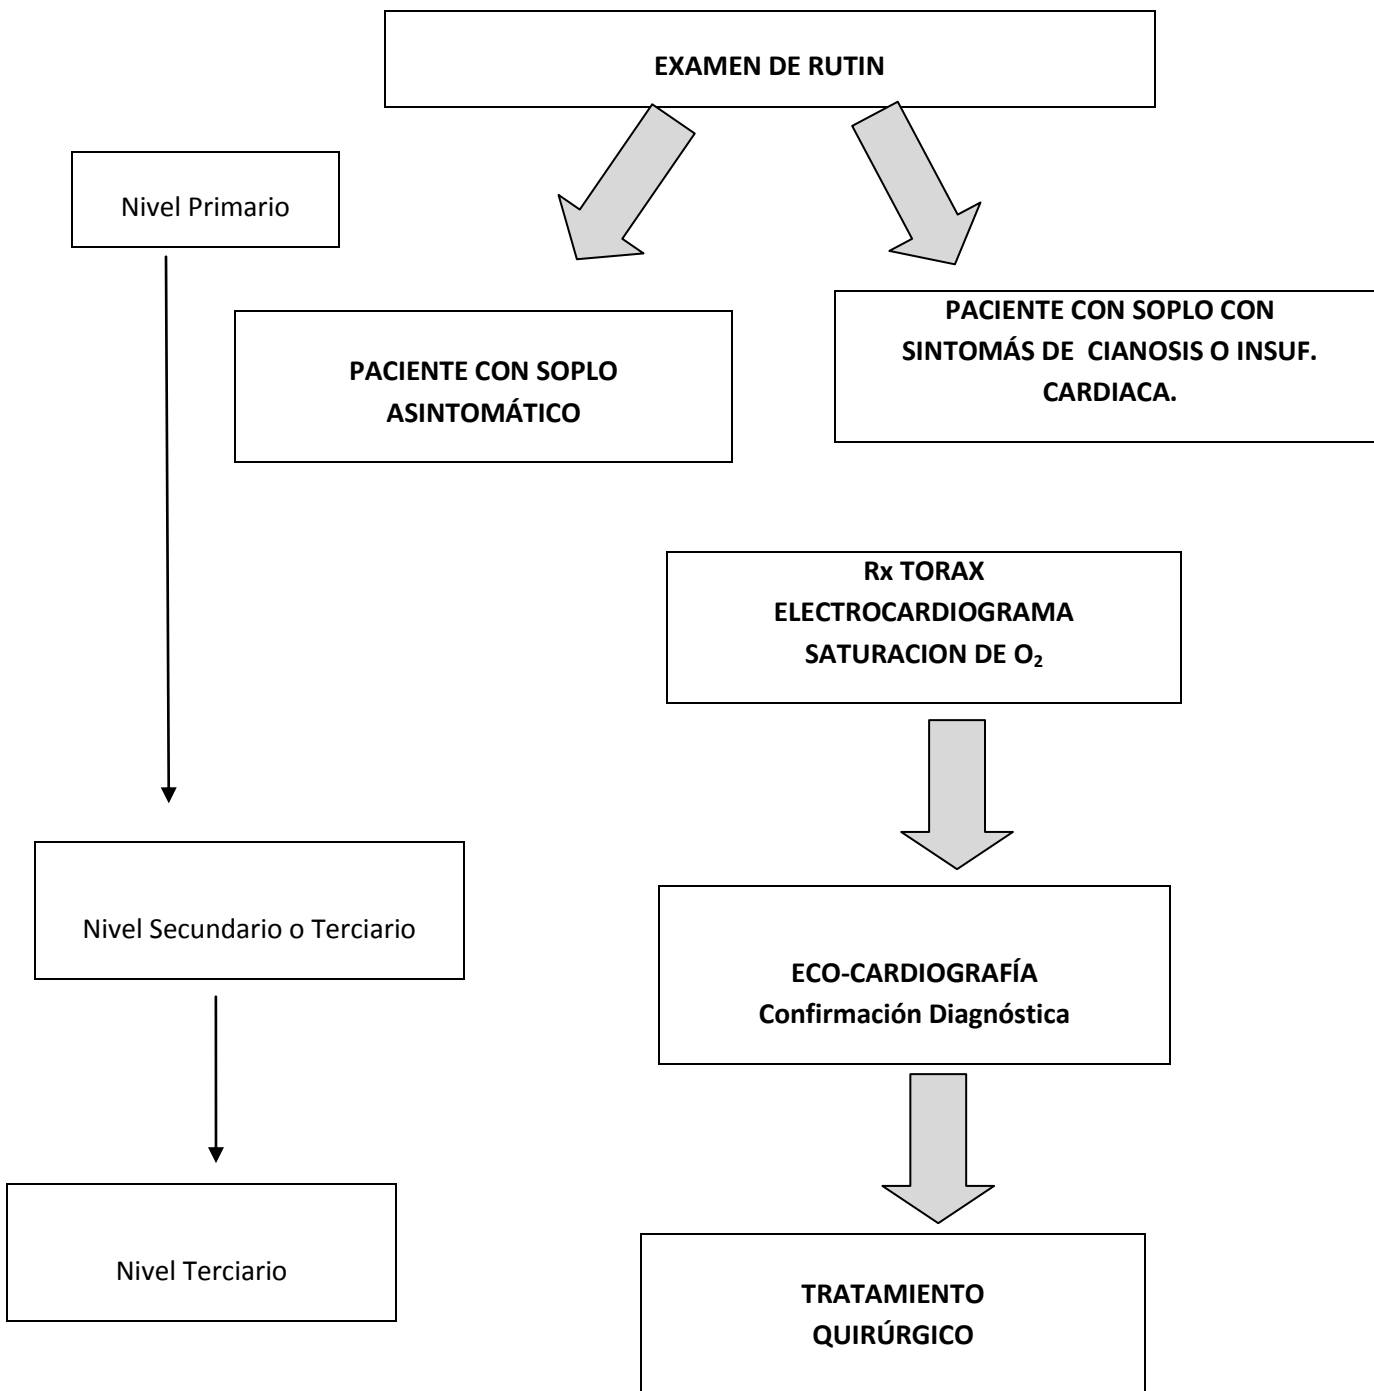 EXAMEN DE RUTIN
Nivel Primario
PACIENTE CON SOPLO
ASINTOMÁTICO
PACIENTE CON SOPLO CON
SINTOMÁS DE CIANOSIS O INSUF.
CARDIACA.
Rx TORAX
ELECTROCARDIOGRAMA
SATURACION DE O₂
Nivel Secundario o Terciario
ECO-CARDIOGRAFÍA
Confirmación Diagnóstica
Nivel Terciario
TRATAMIENTO
QUIRÚRGICO